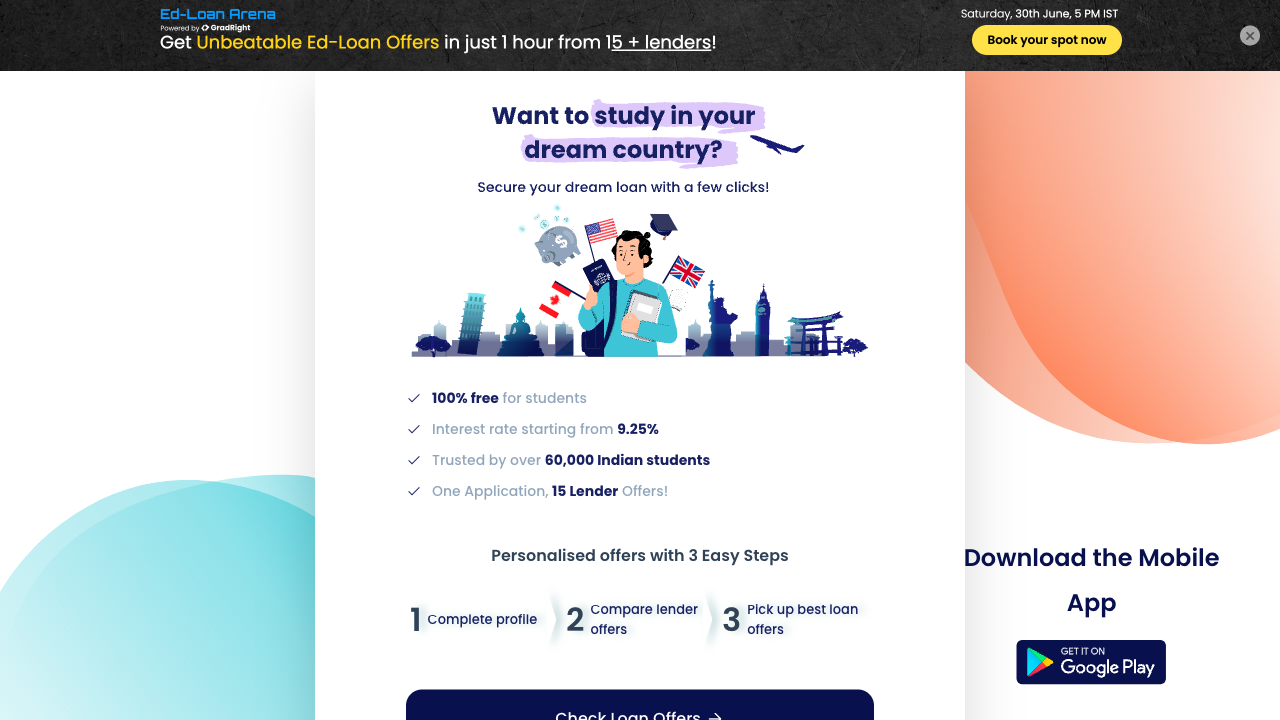 Ed-Loan Arena
Powered by GradRight
Get Unbeatable Ed-Loan Offers in just 1 hour from 15 + lenders!
Saturday, 30th June, 5 PM IST
Book your spot now
Want to study in your
dream country?
Secure your dream loan with a few clicks!
100% free for students
Interest rate starting from 9.25%
Trusted by over 60,000 Indian students
One Application, 15 Lender Offers!
Personalised offers with 3 Easy Steps
1 Complete profile
2 Compare lender
offers
3 Pick up best loan
offers
Check Loan Offers →
Download the Mobile
App
GET IT ON
Google Play